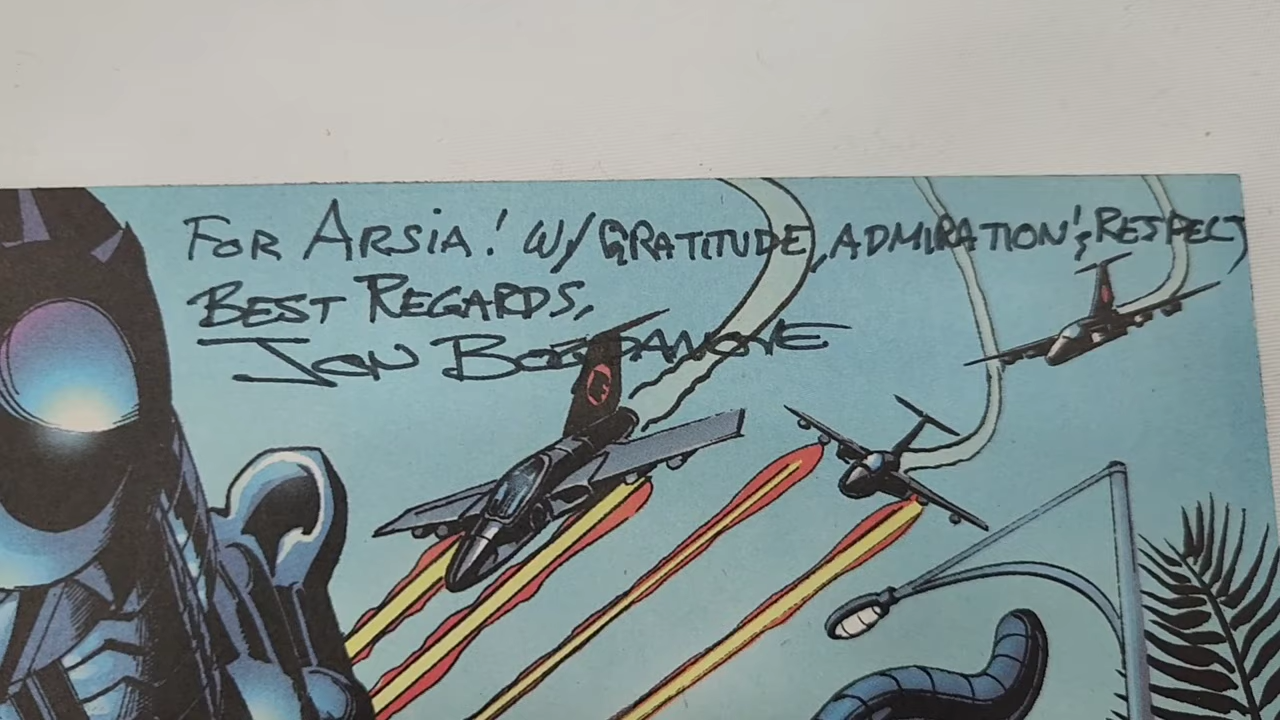 FOR ARSIA! W/ GRATITUDE, ADMIRATION & RESPECT
BEST REGARDS,
JON BOGDANOVE